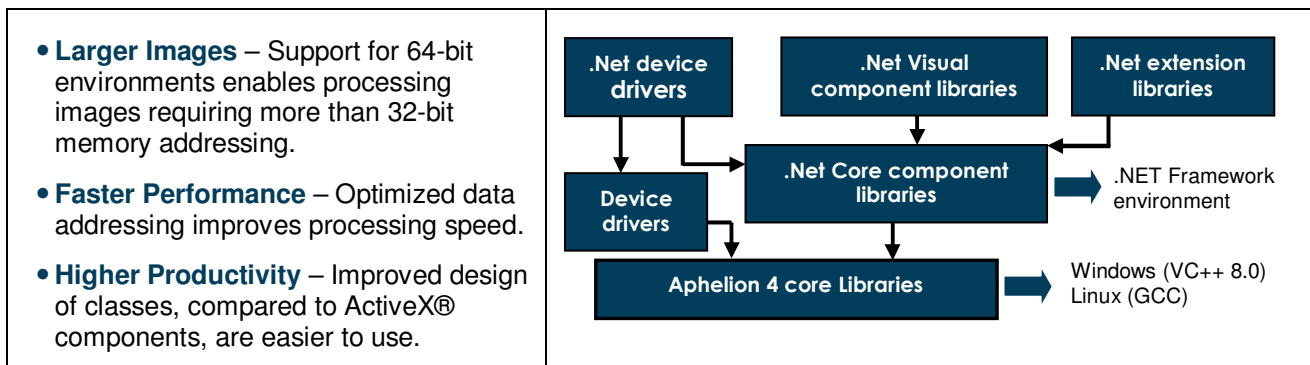 • Larger Images – Support for 64-bit
environments enables processing
images requiring more than 32-bit
memory addressing.
• Faster Performance – Optimized data
addressing improves processing speed.
• Higher Productivity – Improved design
of classes, compared to ActiveX®
components, are easier to use.
.Net device
drivers
.Net Visual
component libraries
.Net extension
libraries
.Net Core component
libraries
.NET Framework
environment
Device
drivers
Aphelion 4 core Libraries
Windows (VC++ 8.0)
Linux (GCC)